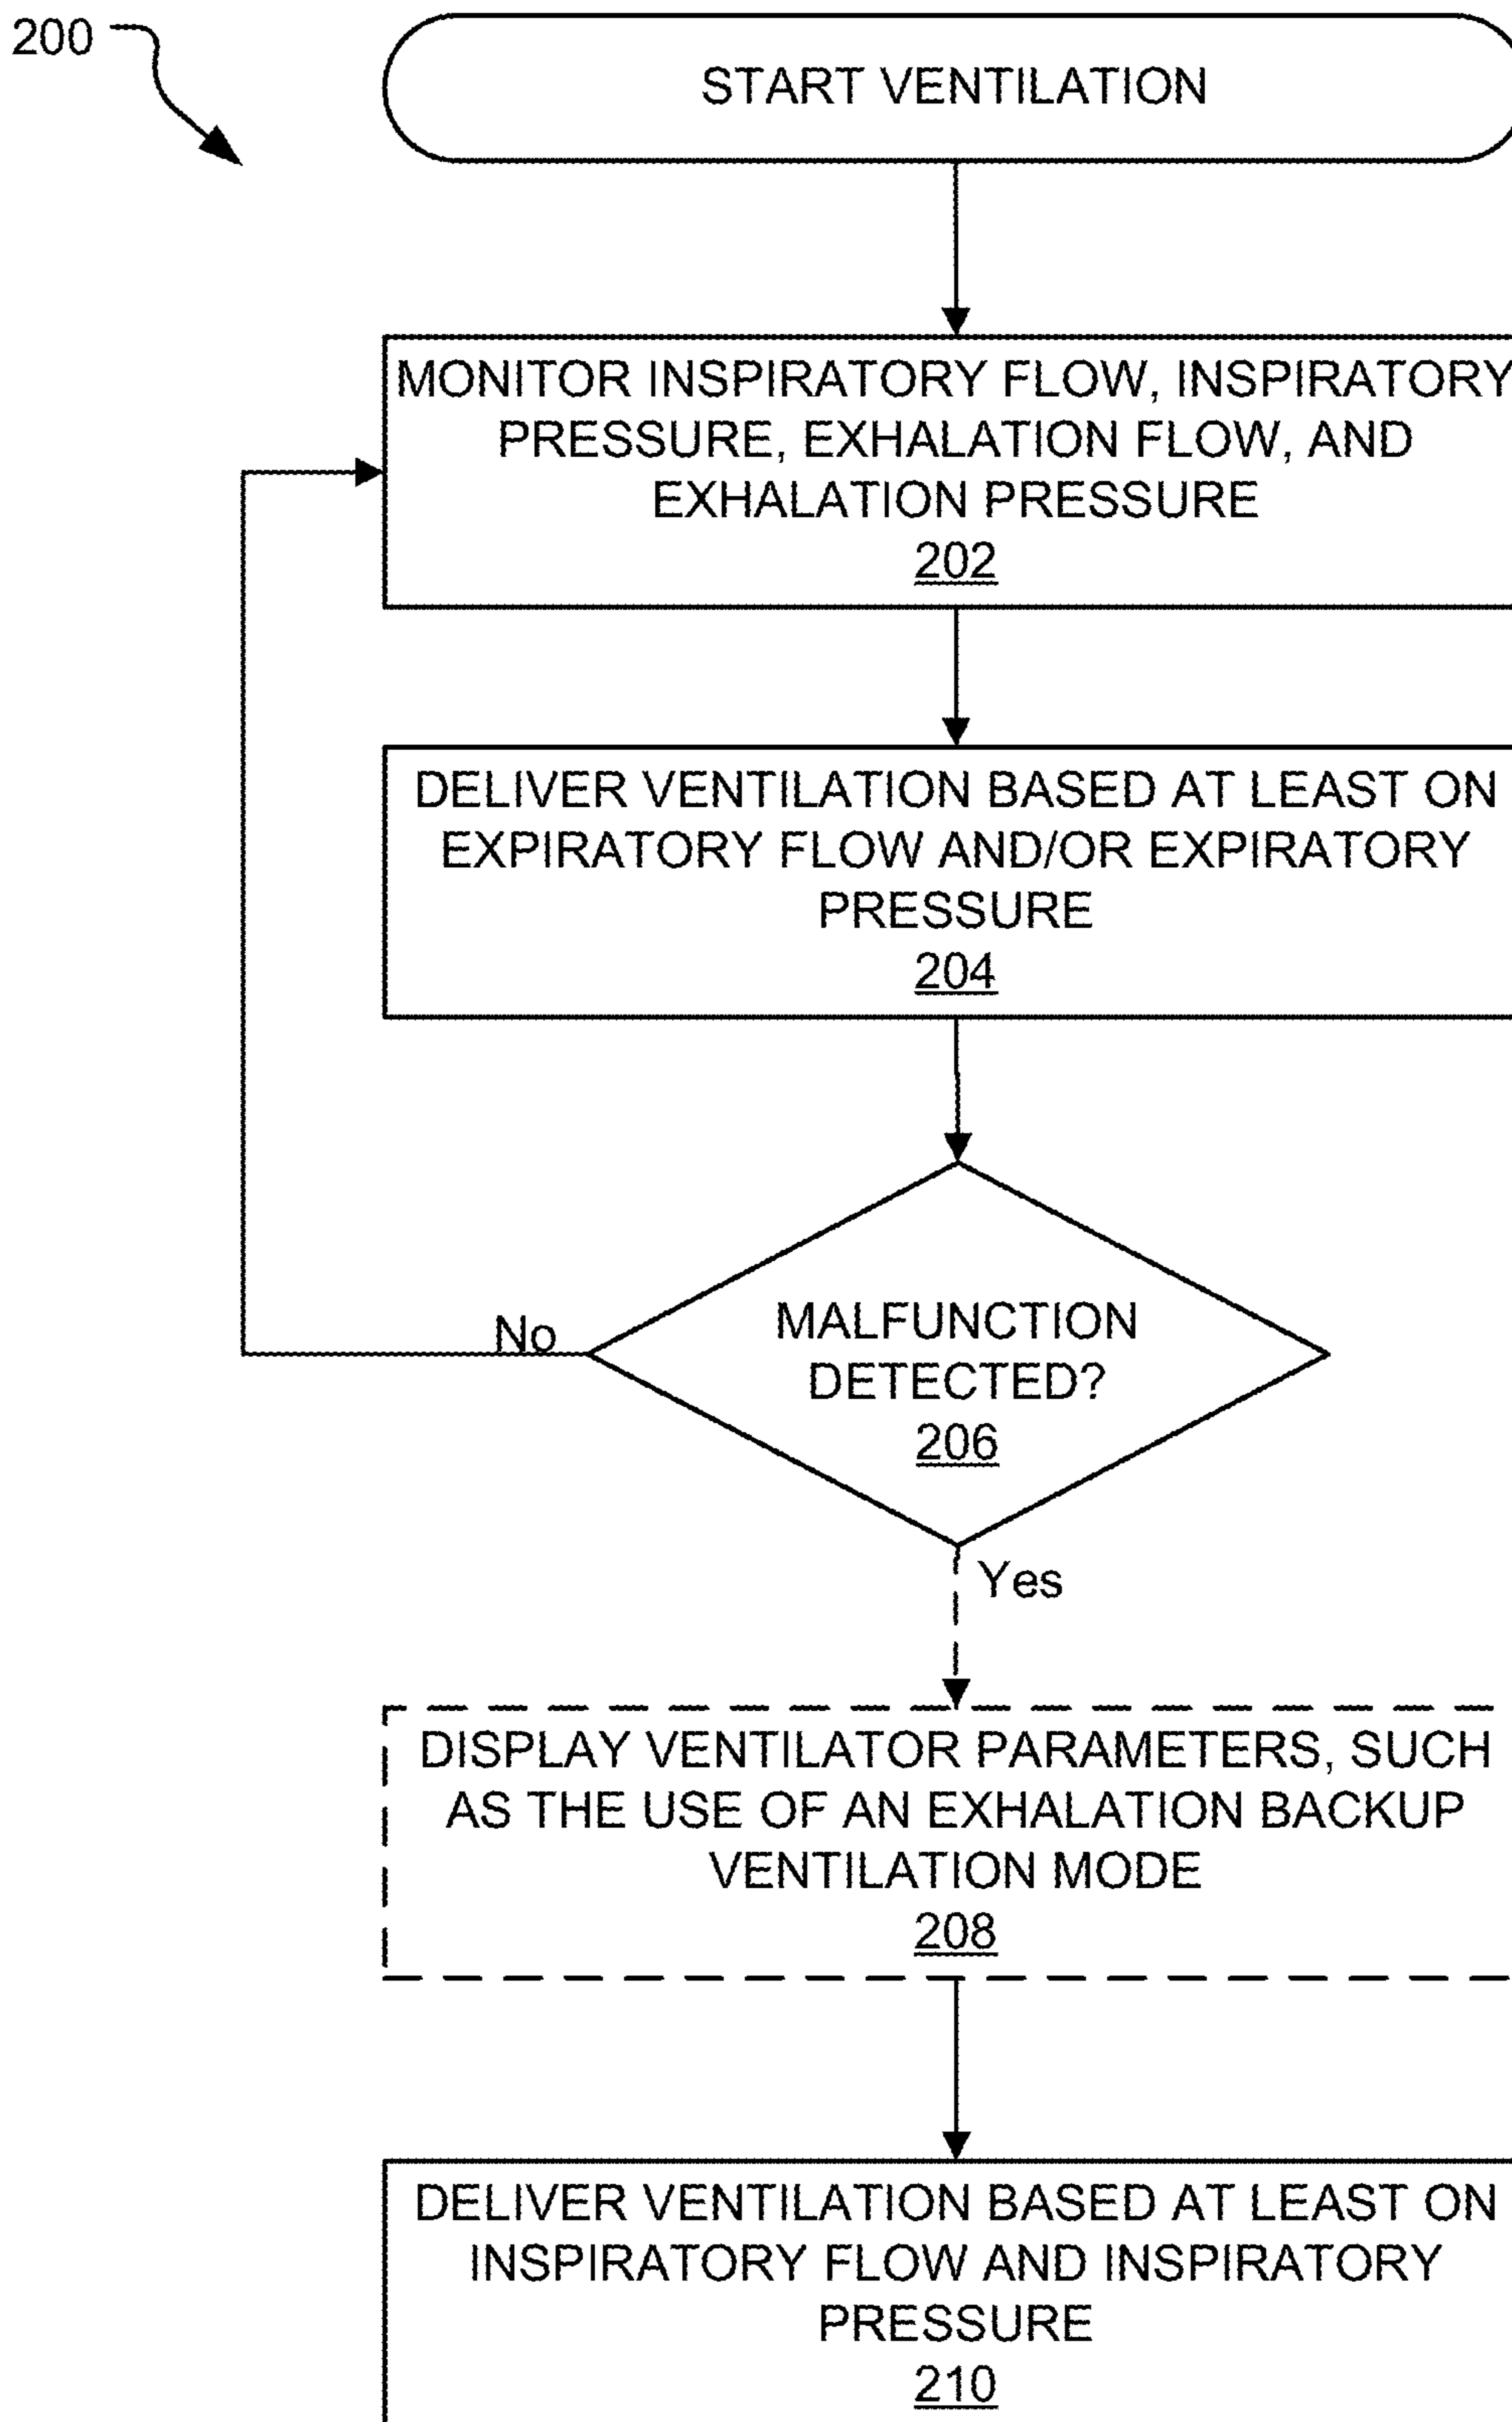 200
START VENTILATION
MONITOR INSPIRATORY FLOW, INSPIRATORY
PRESSURE, EXHALATION FLOW, AND
EXHALATION PRESSURE
202
DELIVER VENTILATION BASED AT LEAST ON
EXPIRATORY FLOW AND/OR EXPIRATORY
PRESSURE
204
MALFUNCTION
DETECTED?
206
No
Yes
DISPLAY VENTILATOR PARAMETERS, SUCH
AS THE USE OF AN EXHALATION BACKUP
VENTILATION MODE
208
DELIVER VENTILATION BASED AT LEAST ON
INSPIRATORY FLOW AND INSPIRATORY
PRESSURE
210